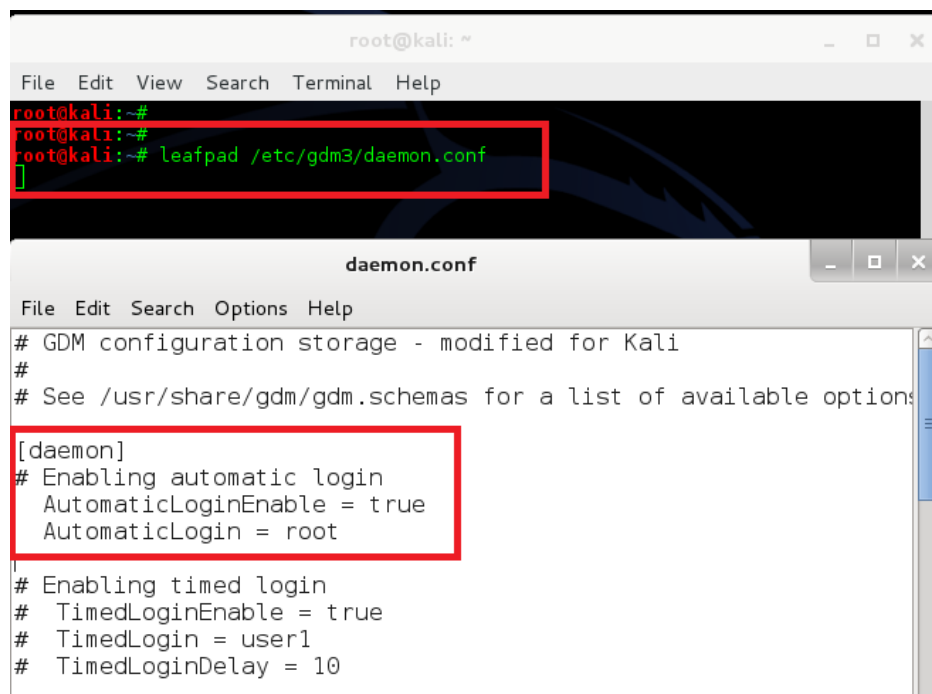 root@kali: ~
File Edit View Search Terminal Help
root@kali:~#
root@kali:~#
root@kali:~# leafpad /etc/gdm3/daemon.conf
daemon.conf
File Edit Search Options Help
# GDM configuration storage - modified for Kali
#
# See /usr/share/gdm/gdm.schemas for a list of available options
[daemon]
# Enabling automatic login
  AutomaticLoginEnable = true
  AutomaticLogin = root
# Enabling timed login
#  TimedLoginEnable = true
#  TimedLogin = user1
#  TimedLoginDelay = 10